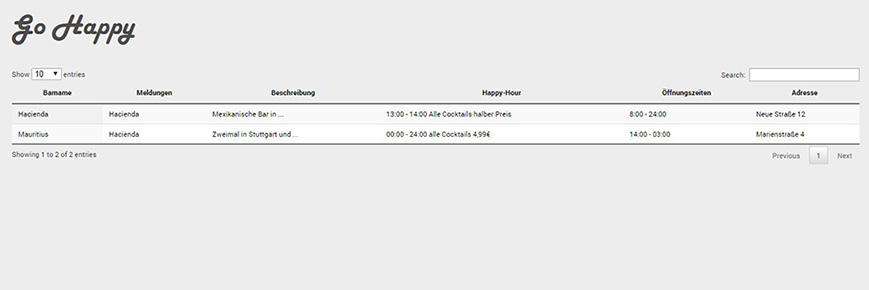 Go Happy
Show 10 entries Search:
Barname Meldungen Beschreibung Happy-Hour Öffnungszeiten Adresse
Hacienda Hacienda Mexikanische Bar in ... 13:00 - 14:00 Alle Cocktails halber Preis 8:00 - 24:00 Neue Straße 12
Mauritius Hacienda Zweimal in Stuttgart und ... 00:00 - 24:00 alle Cocktails 4,99€ 14:00 - 03:00 Marienstraße 4
Showing 1 to 2 of 2 entries Previous 1 Next